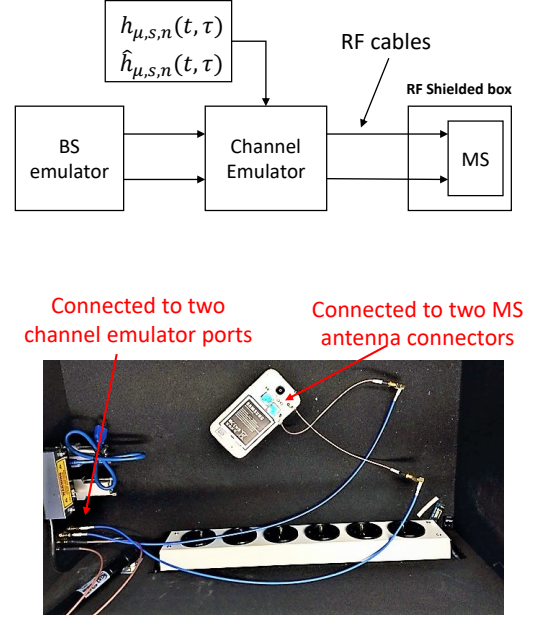 h_{μ,s,n}(t, τ)
ĥ_{μ,s,n}(t, τ)
RF cables
RF Shielded box
BS
emulator
Channel
Emulator
MS
Connected to two
channel emulator ports
Connected to two MS
antenna connectors
SAMSUNG